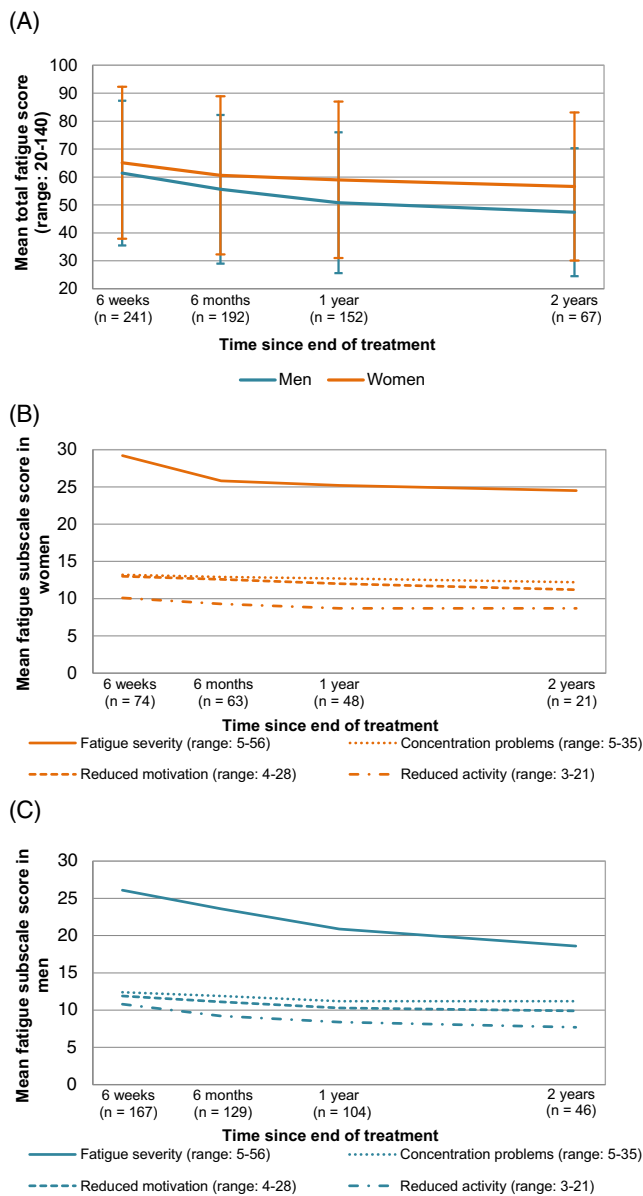 (A)
Mean total fatigue score
(range: 20-140)
100
90
80
70
60
50
40
30
20
6 weeks 6 months 1 year 2 years
(n = 241) (n = 192) (n = 152) (n = 67)
Time since end of treatment
Men Women
(B)
Mean fatigue subscale score in
women
30
25
20
15
10
5
0
6 weeks 6 months 1 year 2 years
(n = 74) (n = 63) (n = 48) (n = 21)
Time since end of treatment
Fatigue severity (range: 5-56) Concentration problems (range: 5-35)
Reduced motivation (range: 4-28) Reduced activity (range: 3-21)
(C)
Mean fatigue subscale score in
men
30
25
20
15
10
5
0
6 weeks 6 months 1 year 2 years
(n = 167) (n = 129) (n = 104) (n = 46)
Time since end of treatment
Fatigue severity (range: 5-56) Concentration problems (range: 5-35)
Reduced motivation (range: 4-28) Reduced activity (range: 3-21)